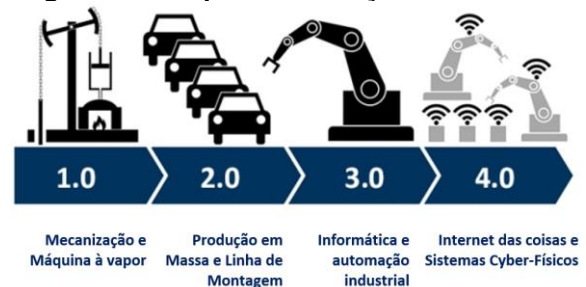 1.0
2.0
3.0
4.0
Mecanização e
Máquina à vapor
Produção em
Massa e Linha de
Montagem
Informática e
automação
industrial
Internet das coisas e
Sistemas Cyber-Físicos